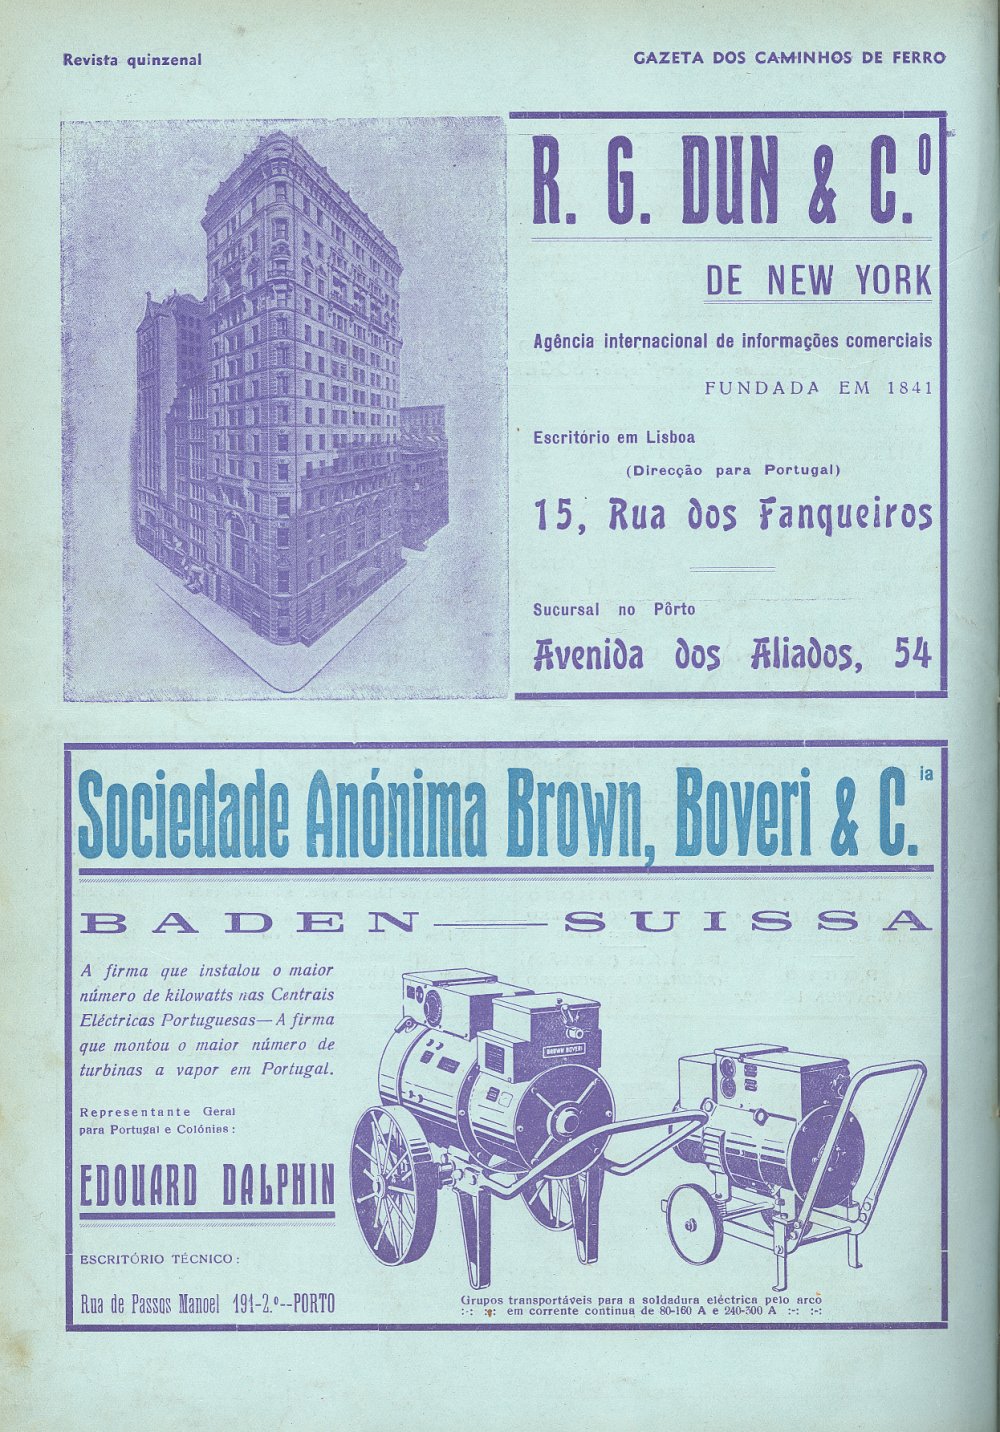 Revista quinzenal
GAZETA DOS CAMINHOS DE FERRO
R. G. DUN & C.º
DE NEW YORK
Agência internacional de informações comerciais
FUNDADA EM 1841
Escritório em Lisboa
(Direcção para Portugal)
15, Rua dos Fanqueiros
Sucursal no Pôrto
Avenida dos Aliados, 54
Sociedade Anónima Brown, Boveri & C.ia
BADEN—SUISSA
A firma que instalou o maior
número de kilowatts nas Centrais
Eléctricas Portuguesas—A firma
que montou o maior número de
turbinas a vapor em Portugal.
Representante Geral
para Portugal e Colónias:
EDOUARD DALPHIN
ESCRITÓRIO TÉCNICO:
Rua de Passos Manoel 191-2.º--PORTO
BROWN BOVERI
Grupos transportáveis para a soldadura eléctrica pelo arco
:-: :-: em corrente continua de 80-160 A e 240-300 A :-: :-: